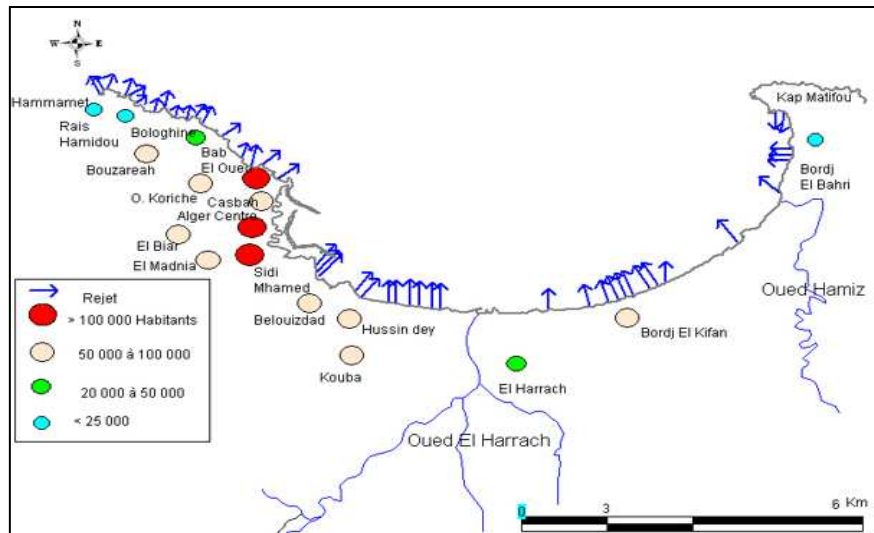 N
W E
S
Hammamet
Kap Matifou
Rais
Hamidou
Bologhine
Bordj
El Bahri
Bouzareah
Bab
El Oued
O. Koriche
Casbah
Alger Centre
El Biar
El Madnia
Sidi
Mhamed
Oued Hamiz
Belouizdad
Hussin dey
Bordj El Kifan
Kouba
El Harrach
Oued El Harrach
Rejet
> 100 000 Habitants
50 000 à 100 000
20 000 à 50 000
< 25 000
0 3 6 Km